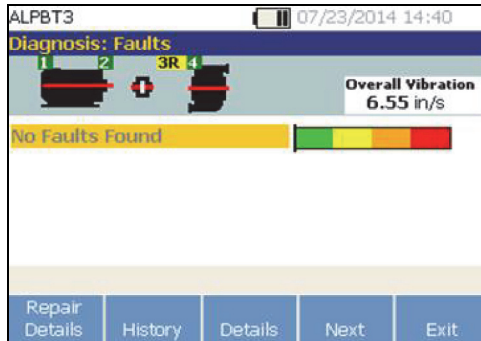 ALPBT3 07/23/2014 14:40
Diagnosis: Faults
1 2 3R 4
Overall Vibration
6.55 in/s
No Faults Found
Repair Details History Details Next Exit